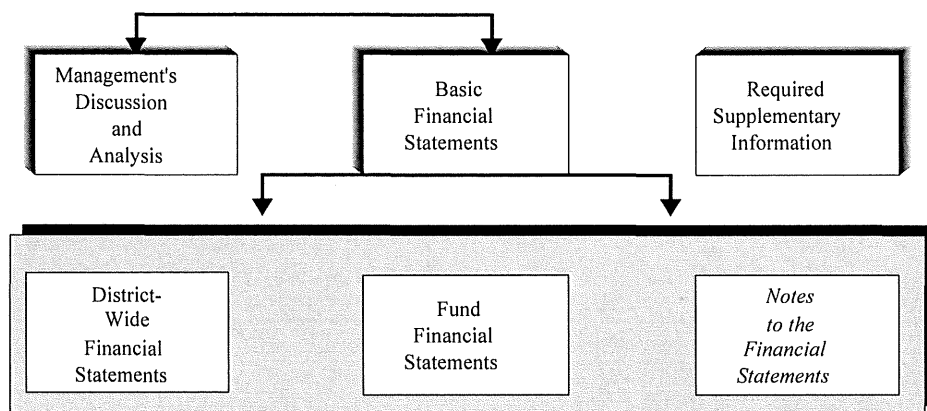 Management's
Discussion
and
Analysis
Basic
Financial
Statements
Required
Supplementary
Information
District-
Wide
Financial
Statements
Fund
Financial
Statements
Notes
to the
Financial
Statements